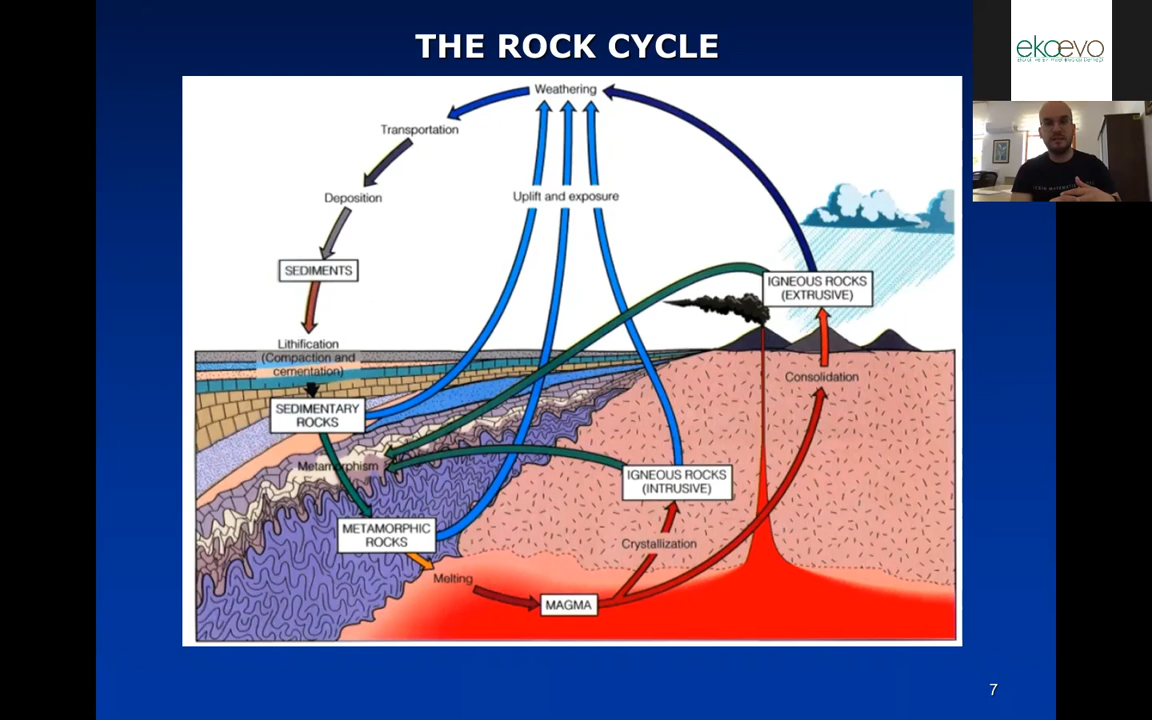 THE ROCK CYCLE
ekoevo
Weathering
Transportation
Deposition
Uplift and exposure
SEDIMENTS
IGNEOUS ROCKS
(EXTRUSIVE)
Lithification
(Compaction and
cementation)
Consolidation
SEDIMENTARY
ROCKS
Metamorphism
IGNEOUS ROCKS
(INTRUSIVE)
METAMORPHIC
ROCKS
Crystallization
Melting
MAGMA
7